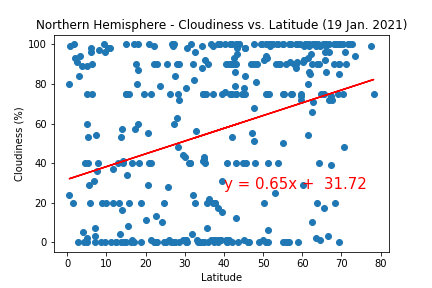 Northern Hemisphere - Cloudiness vs. Latitude (19 Jan. 2021)
100
80
60
40
20
0
Cloudiness (%)
y = 0.65x + 31.72
0 10 20 30 40 50 60 70 80
Latitude